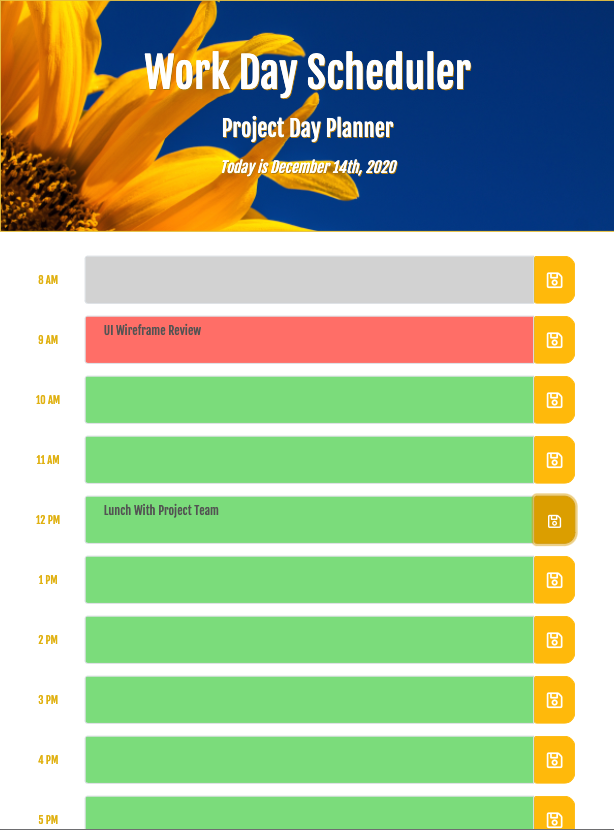 Work Day Scheduler
Project Day Planner
Today is December 14th, 2020
8 AM
9 AM
UI Wireframe Review
10 AM
11 AM
12 PM
Lunch With Project Team
1 PM
2 PM
3 PM
4 PM
5 PM